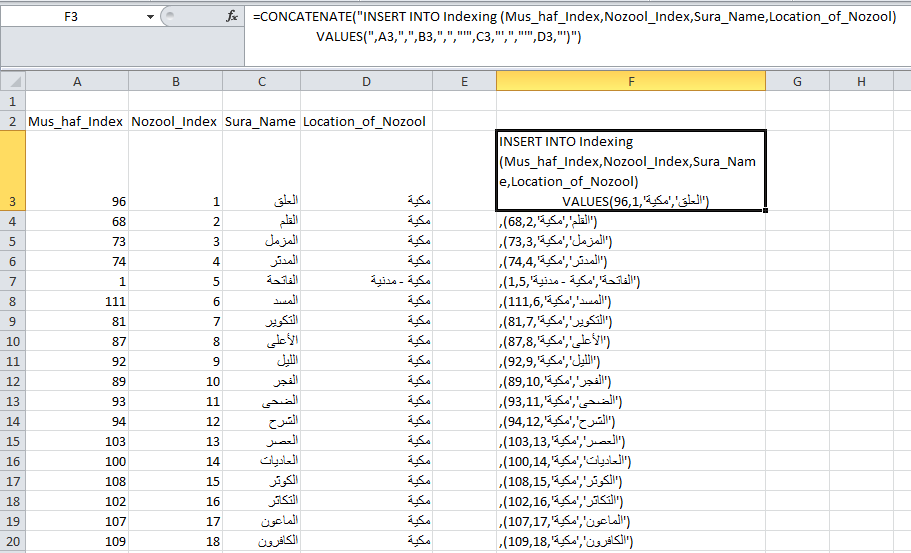 F3 fx =CONCATENATE("INSERT INTO Indexing (Mus_haf_Index,Nozool_Index,Sura_Name,Location_of_Nozool)
VALUES(",A3,",",B3,",","'",C3,"',","'",D3,"')")
A B C D E F G H
1
2 Mus_haf_Index Nozool_Index Sura_Name Location_of_Nozool
INSERT INTO Indexing
(Mus_haf_Index,Nozool_Index,Sura_Nam
e,Location_of_Nozool)
3 96 1 العلق مكية VALUES(96,1,'العلق','مكية')
4 68 2 القلم مكية ,(68,2,'القلم','مكية')
5 73 3 المزمل مكية ,(73,3,'المزمل','مكية')
6 74 4 المدثر مكية ,(74,4,'المدثر','مكية')
7 1 5 الفاتحة مكية - مدنية ,(1,5,'الفاتحة','مكية - مدنية')
8 111 6 المسد مكية ,(111,6,'المسد','مكية')
9 81 7 التكوير مكية ,(81,7,'التكوير','مكية')
10 87 8 الأعلى مكية ,(87,8,'الأعلى','مكية')
11 92 9 الليل مكية ,(92,9,'الليل','مكية')
12 89 10 الفجر مكية ,(89,10,'الفجر','مكية')
13 93 11 الضحى مكية ,(93,11,'الضحى','مكية')
14 94 12 الشرح مكية ,(94,12,'الشرح','مكية')
15 103 13 العصر مكية ,(103,13,'العصر','مكية')
16 100 14 العاديات مكية ,(100,14,'العاديات','مكية')
17 108 15 الكوثر مكية ,(108,15,'الكوثر','مكية')
18 102 16 التكاثر مكية ,(102,16,'التكاثر','مكية')
19 107 17 الماعون مكية ,(107,17,'الماعون','مكية')
20 109 18 الكافرون مكية ,(109,18,'الكافرون','مكية')